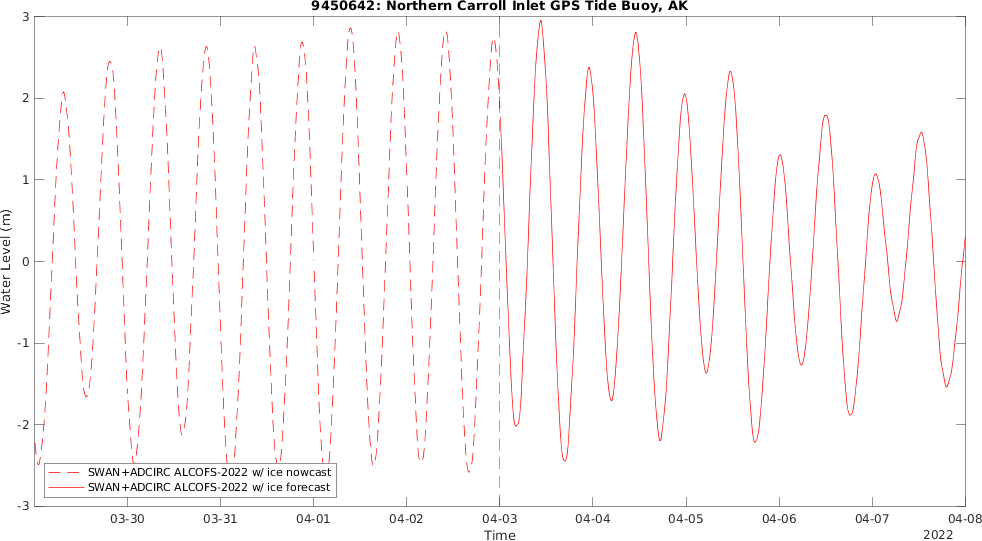 9450642: Northern Carroll Inlet GPS Tide Buoy, AK
3
2
1
0
-1
-2
-3
Water Level (m)
SWAN+ADCIRC ALCOFS-2022 w/ ice nowcast
SWAN+ADCIRC ALCOFS-2022 w/ ice forecast
03-30 03-31 04-01 04-02 04-03 04-04 04-05 04-06 04-07 04-08
Time
2022